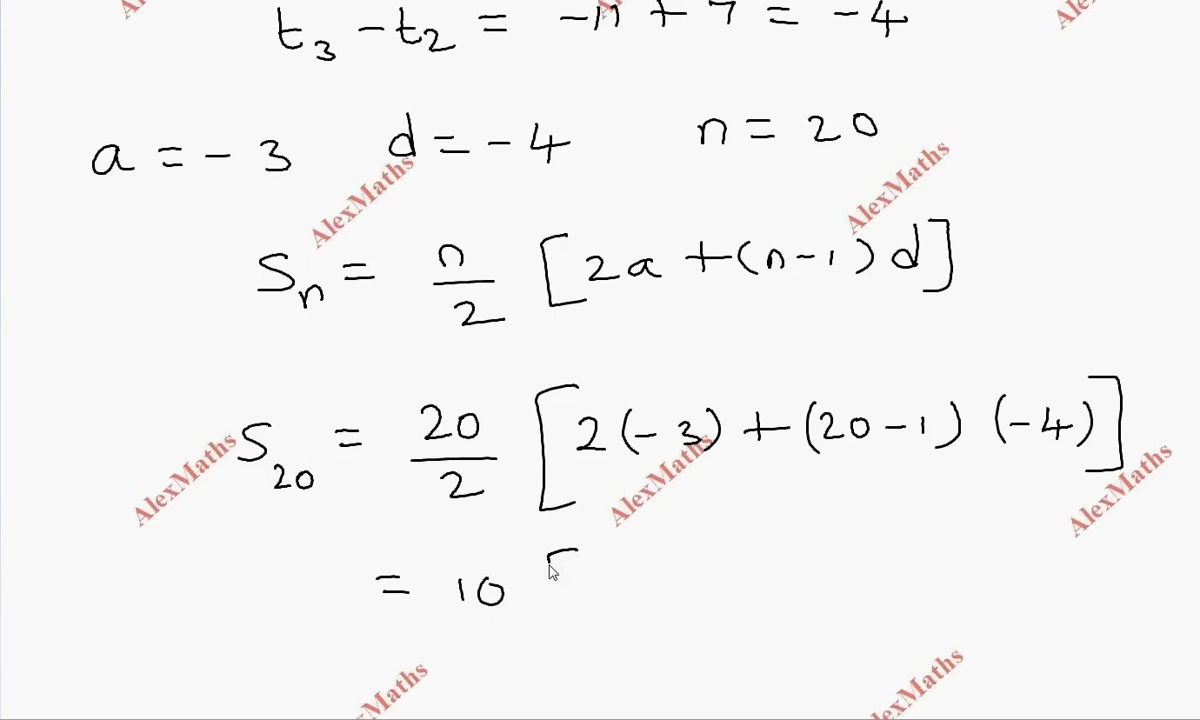 t₃ - t₂ = -11 + 7 = -4
a = - 3 d = - 4 n = 20
AlexMaths AlexMaths
Sₙ = n/2 [2a + (n - 1) d]
S₂₀ = 20/2 [2 (- 3) + (20 - 1) (- 4)]
AlexMaths AlexMaths AlexMaths
= 10 [
AlexMaths AlexMaths